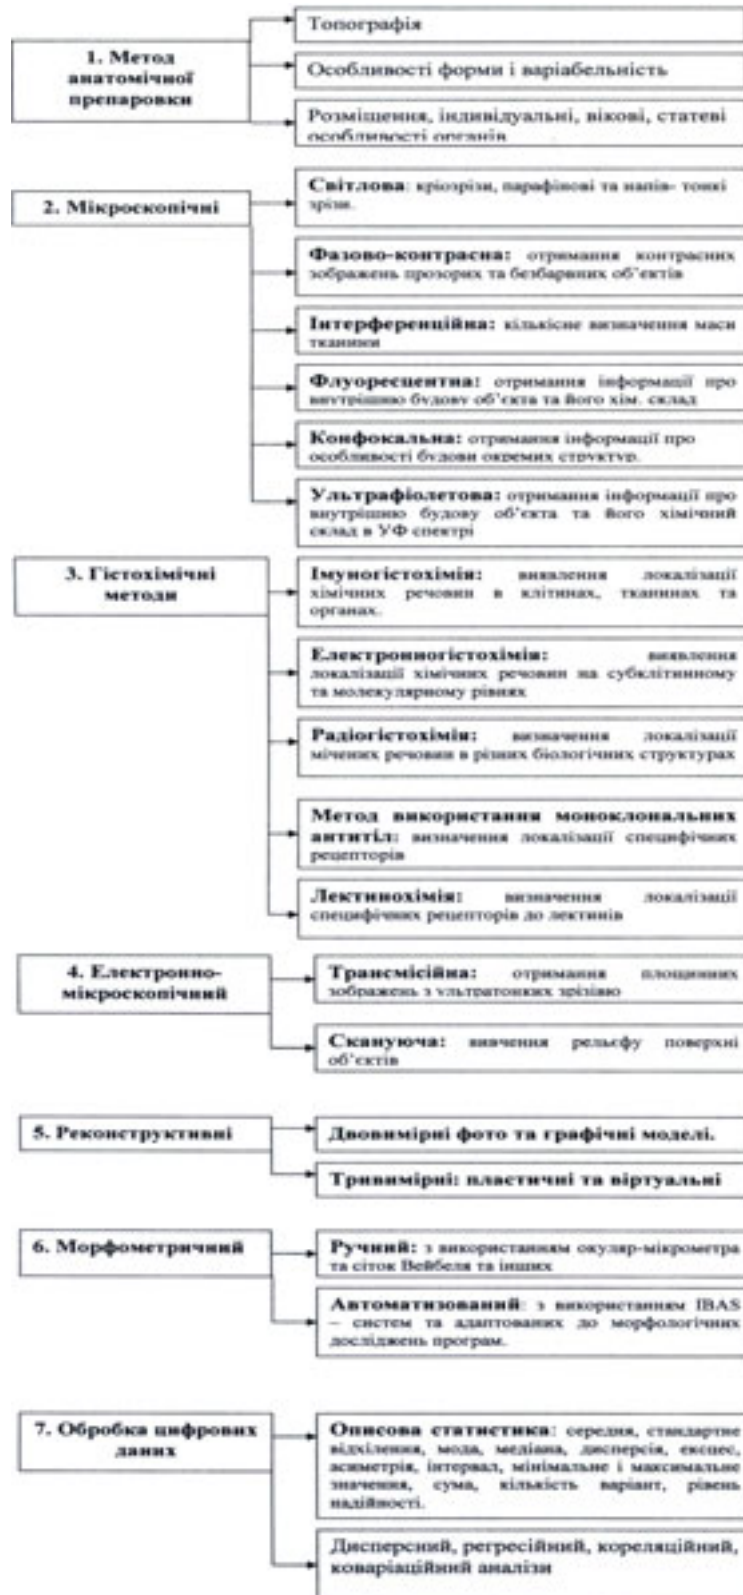 1. Метод
анатомічної
препаровки
Топографія
Особливості форми і варіабельність
Розміщення, індивідуальні, вікові, статеві
особливості органів
2. Мікроскопічні
Світлова: кріозрізи, парафінові та напів- тонкі
зрізи.
Фазово-контрасна: отримання контрасних
зображень прозорих та безбарвних об’єктів
Інтерференційна: кількісне визначення маси
тканини
Флуоресцентна: отримання інформації про
внутрішню будову об’єкта та його хім. склад
Конфокальна: отримання інформації про
особливості будови окремих структур.
Ультрафіолетова: отримання інформації про
внутрішню будову об’єкта та його хімічний
склад в УФ спектрі
3. Гістохімічні
методи
Імуногістохімія: виявлення локалізації
хімічних речовин в клітинах, тканинах та
органах.
Електронногістохімія: виявлення
локалізації хімічних речовин на субклітинному
та молекулярному рівнях
Радіогістохімія: визначення локалізації
мічених речовин в різних біологічних структурах
Метод використання моноклональних
антитіл: визначення локалізації специфічних
рецепторів
Лектинохімія: визначення локалізації
специфічних рецепторів до лектинів
4. Електронно-
мікроскопічний
Трансмісійна: отримання площинних
зображень з ультратонких зрізівю
Скануюча: вивчення рельєфу поверхні
об’єктів
5. Реконструктивні
Двовимірні фото та графічні моделі.
Тривимірні: пластичні та віртуальні
6. Морфометричний
Ручний: з використанням окуляр-мікрометра
та сіток Вейбеля та інших
Автоматизований: з використанням IBAS
– систем та адаптованих до морфологічних
досліджень програм.
7. Обробка цифрових
даних
Описова статистика: середня, стандартне
відхілення, мода, медіана, дисперсія, ексцес,
асиметрія, інтервал, мінімальне і максимальне
значення, сума, кількість варіант, рівень
надійності.
Дисперсний, регресійний, кореляційний,
коваріаційний аналізи